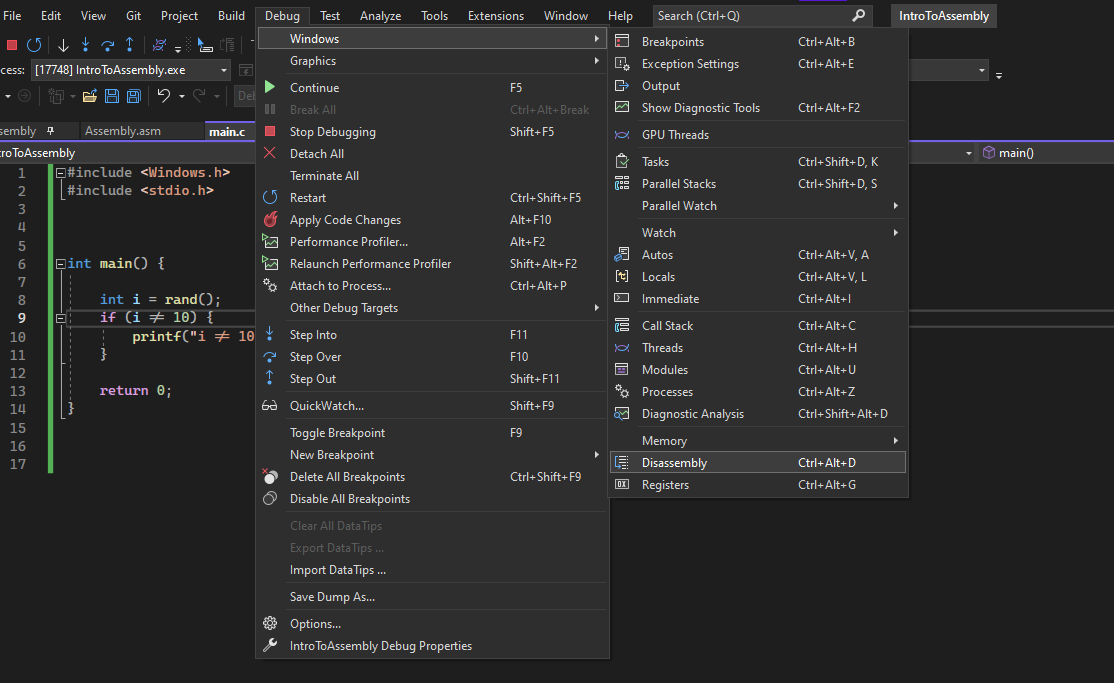 File Edit View Git Project Build Debug Test Analyze Tools Extensions Window Help Search (Ctrl+Q) IntroToAssembly
cess: [17748] IntroToAssembly.exe
sembly Assembly.asm main.c
troToAssembly main()
1 #include <Windows.h>
2 #include <stdio.h>
3
4
5
6 int main() {
7
8 int i = rand();
9 if (i ≠ 10) {
10 printf("i ≠ 10
11 }
12
13 return 0;
14 }
15
16
17
Windows
Graphics
Continue F5
Break All Ctrl+Alt+Break
Stop Debugging Shift+F5
Detach All
Terminate All
Restart Ctrl+Shift+F5
Apply Code Changes Alt+F10
Performance Profiler... Alt+F2
Relaunch Performance Profiler Shift+Alt+F2
Attach to Process... Ctrl+Alt+P
Other Debug Targets
Step Into F11
Step Over F10
Step Out Shift+F11
QuickWatch... Shift+F9
Toggle Breakpoint F9
New Breakpoint
Delete All Breakpoints Ctrl+Shift+F9
Disable All Breakpoints
Clear All DataTips
Export DataTips ...
Import DataTips ...
Save Dump As...
Options...
IntroToAssembly Debug Properties
Breakpoints Ctrl+Alt+B
Exception Settings Ctrl+Alt+E
Output
Show Diagnostic Tools Ctrl+Alt+F2
GPU Threads
Tasks Ctrl+Shift+D, K
Parallel Stacks Ctrl+Shift+D, S
Parallel Watch
Watch
Autos Ctrl+Alt+V, A
Locals Ctrl+Alt+V, L
Immediate Ctrl+Alt+I
Call Stack Ctrl+Alt+C
Threads Ctrl+Alt+H
Modules Ctrl+Alt+U
Processes Ctrl+Alt+Z
Diagnostic Analysis Ctrl+Shift+Alt+D
Memory
Disassembly Ctrl+Alt+D
Registers Ctrl+Alt+G